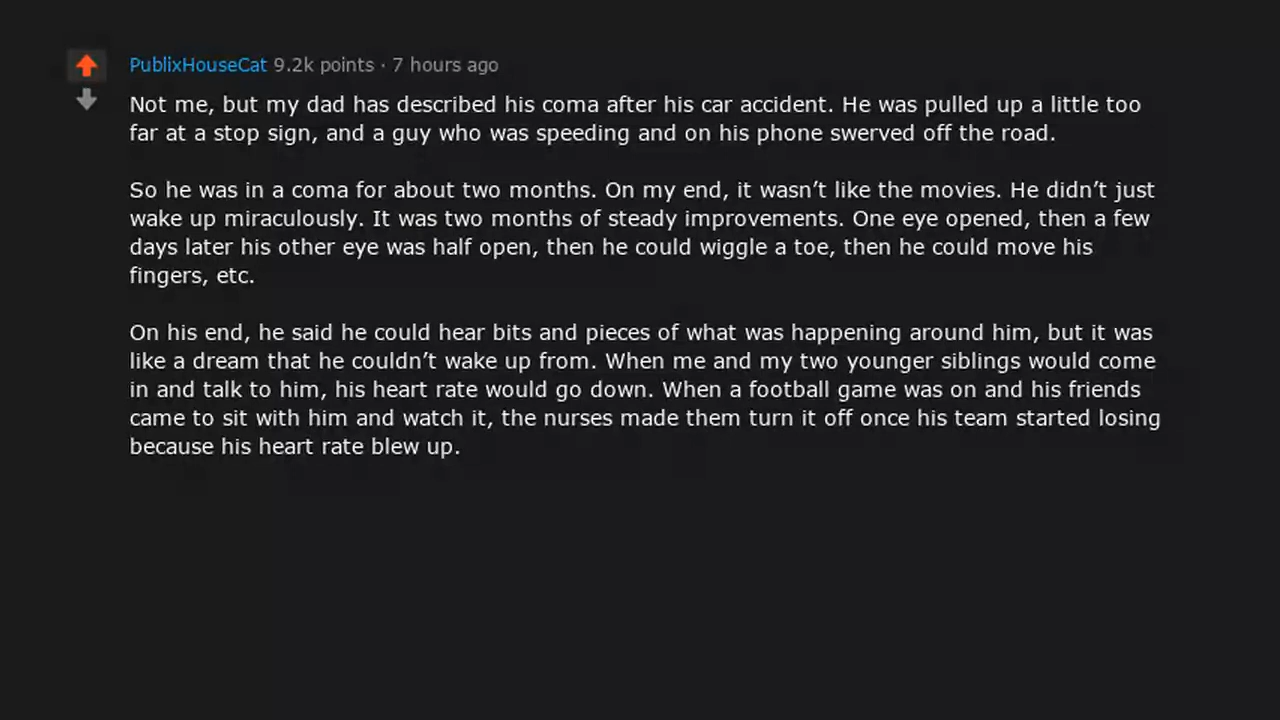 PublixHouseCat 9.2k points · 7 hours ago
Not me, but my dad has described his coma after his car accident. He was pulled up a little too
far at a stop sign, and a guy who was speeding and on his phone swerved off the road.
So he was in a coma for about two months. On my end, it wasn’t like the movies. He didn’t just
wake up miraculously. It was two months of steady improvements. One eye opened, then a few
days later his other eye was half open, then he could wiggle a toe, then he could move his
fingers, etc.
On his end, he said he could hear bits and pieces of what was happening around him, but it was
like a dream that he couldn’t wake up from. When me and my two younger siblings would come
in and talk to him, his heart rate would go down. When a football game was on and his friends
came to sit with him and watch it, the nurses made them turn it off once his team started losing
because his heart rate blew up.